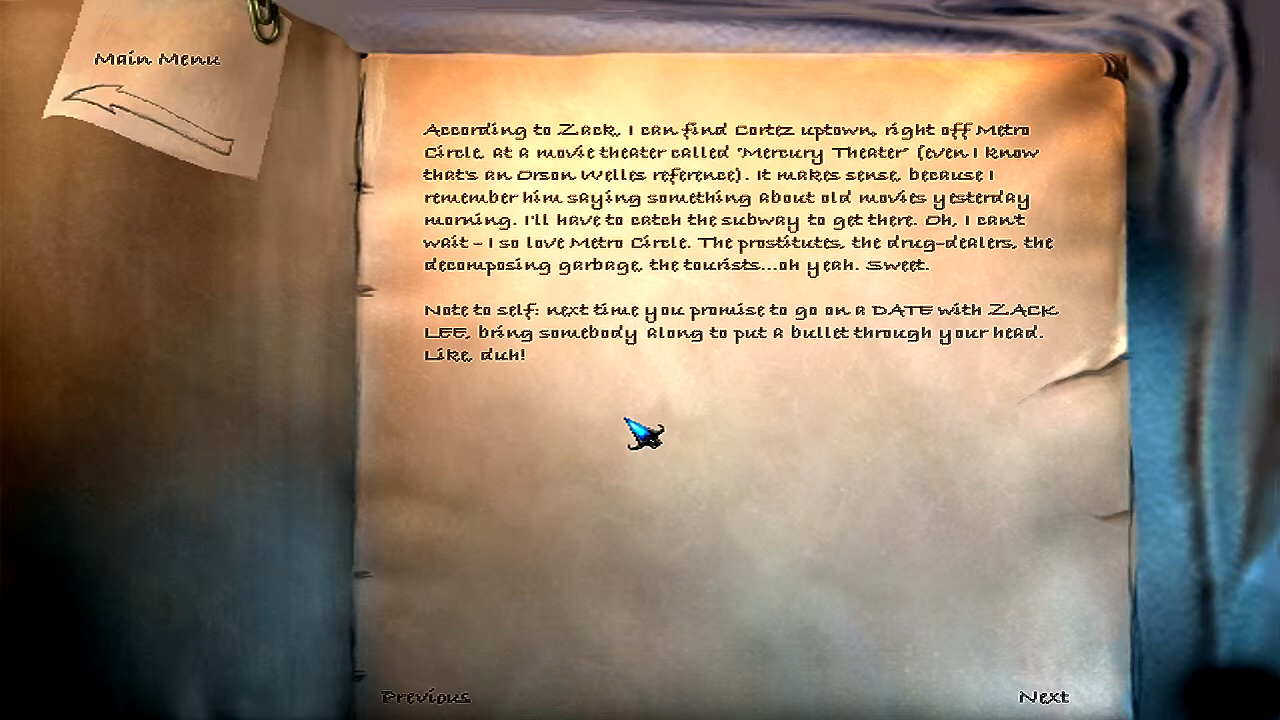 Main Menu
According to Zack, I can find Cortez uptown, right off Metro
Circle, at a movie theater called "Mercury Theater" (even I know
that's an Orson Welles reference). It makes sense, because I
remember him saying something about old movies yesterday
morning. I'll have to catch the subway to get there. Oh, I can't
wait - I so love Metro Circle. The prostitutes, the drug-dealers, the
decomposing garbage, the tourists...oh yeah. Sweet.
Note to self: next time you promise to go on a DATE with ZACK
LEE, bring somebody along to put a bullet through your head.
Like, duh!
Previous
Next